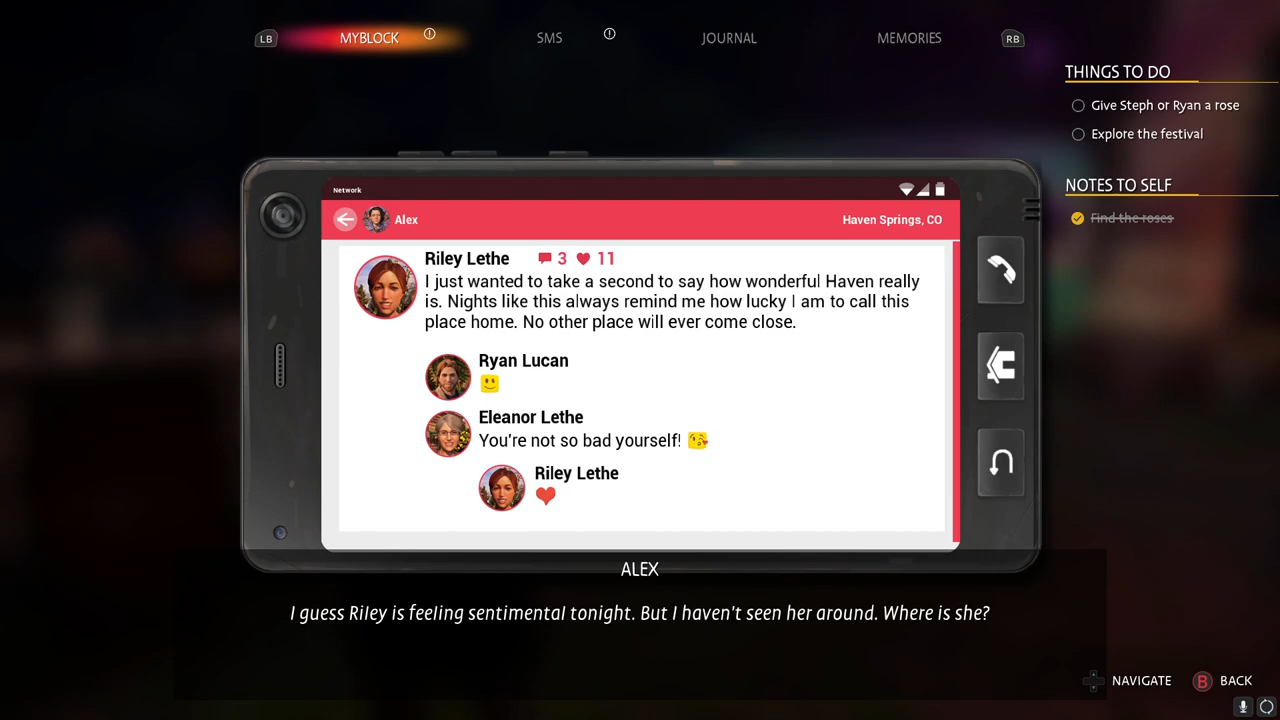 LB
MYBLOCK
SMS
JOURNAL
MEMORIES
RB
THINGS TO DO
Give Steph or Ryan a rose
Explore the festival
NOTES TO SELF
Find the roses
Network
Alex
Haven Springs, CO
Riley Lethe 3 11
I just wanted to take a second to say how wonderful Haven really
is. Nights like this always remind me how lucky I am to call this
place home. No other place will ever come close.
Ryan Lucan
Eleanor Lethe
You're not so bad yourself!
Riley Lethe
ALEX
I guess Riley is feeling sentimental tonight. But I haven't seen her around. Where is she?
NAVIGATE
B BACK